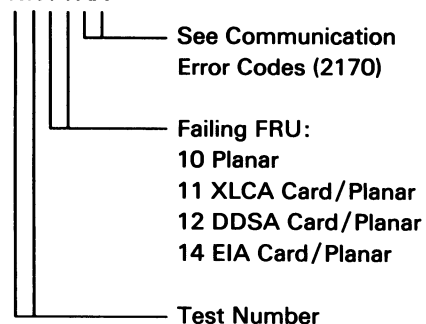 See Communication
Error Codes (2170)
Failing FRU:
10 Planar
11 XLCA Card/Planar
12 DDSA Card/Planar
14 EIA Card/Planar
Test Number